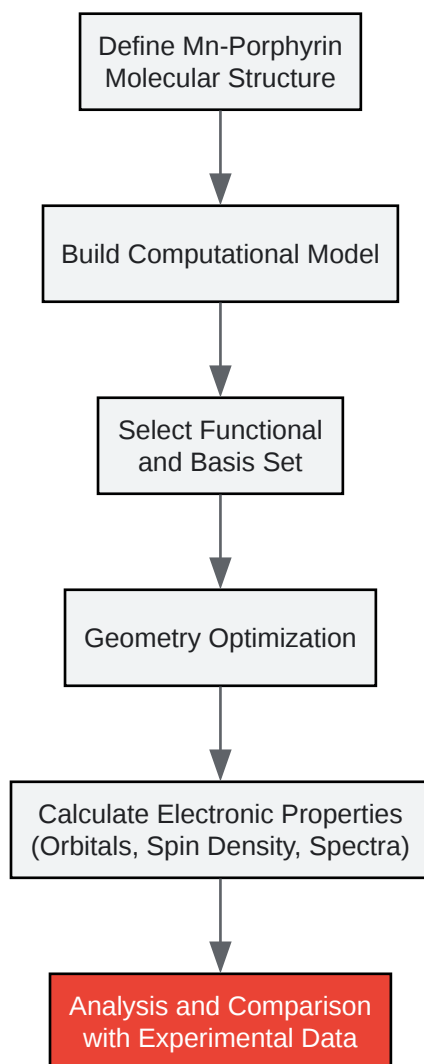 Define Mn-Porphyrin
Molecular Structure
Build Computational Model
Select Functional
and Basis Set
Geometry Optimization
Calculate Electronic Properties
(Orbitals, Spin Density, Spectra)
Analysis and Comparison
with Experimental Data